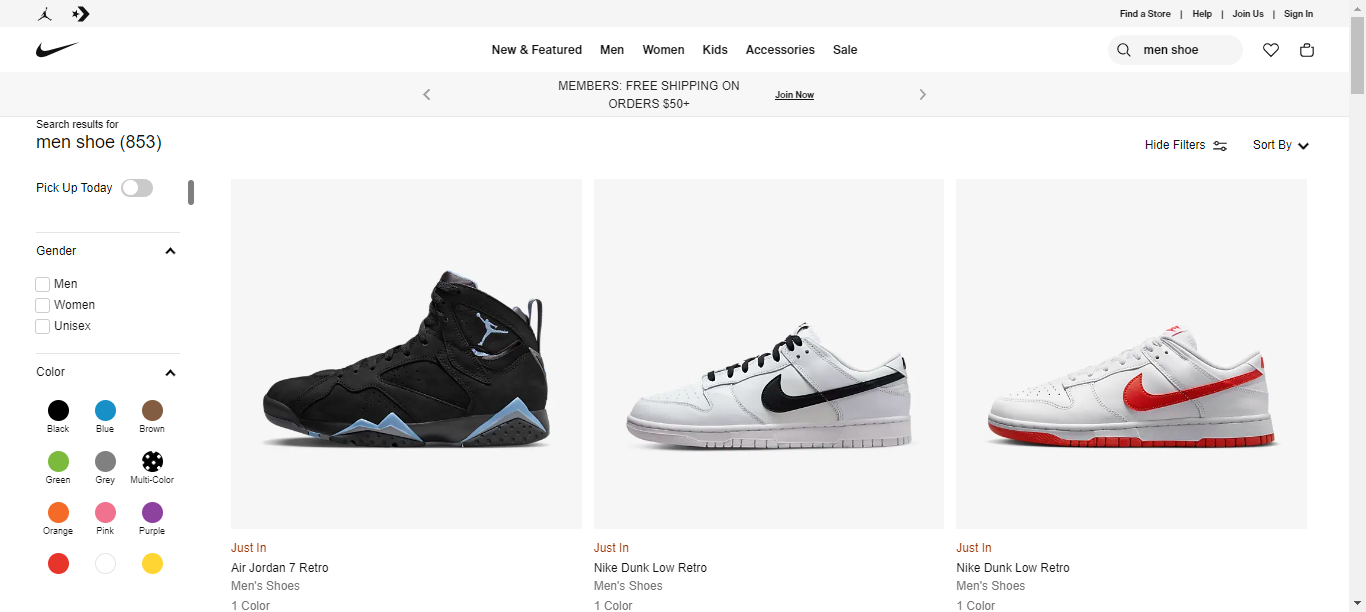 Find a Store | Help | Join Us | Sign In
New & Featured Men Women Kids Accessories Sale
men shoe
MEMBERS: FREE SHIPPING ON
ORDERS $50+
Join Now
Search results for
men shoe (853)
Hide Filters
Sort By
Pick Up Today
Gender
Men
Women
Unisex
Color
Black Blue Brown
Green Grey Multi-Color
Orange Pink Purple
Just In
Air Jordan 7 Retro
Men's Shoes
1 Color
Just In
Nike Dunk Low Retro
Men's Shoes
1 Color
Just In
Nike Dunk Low Retro
Men's Shoes
1 Color